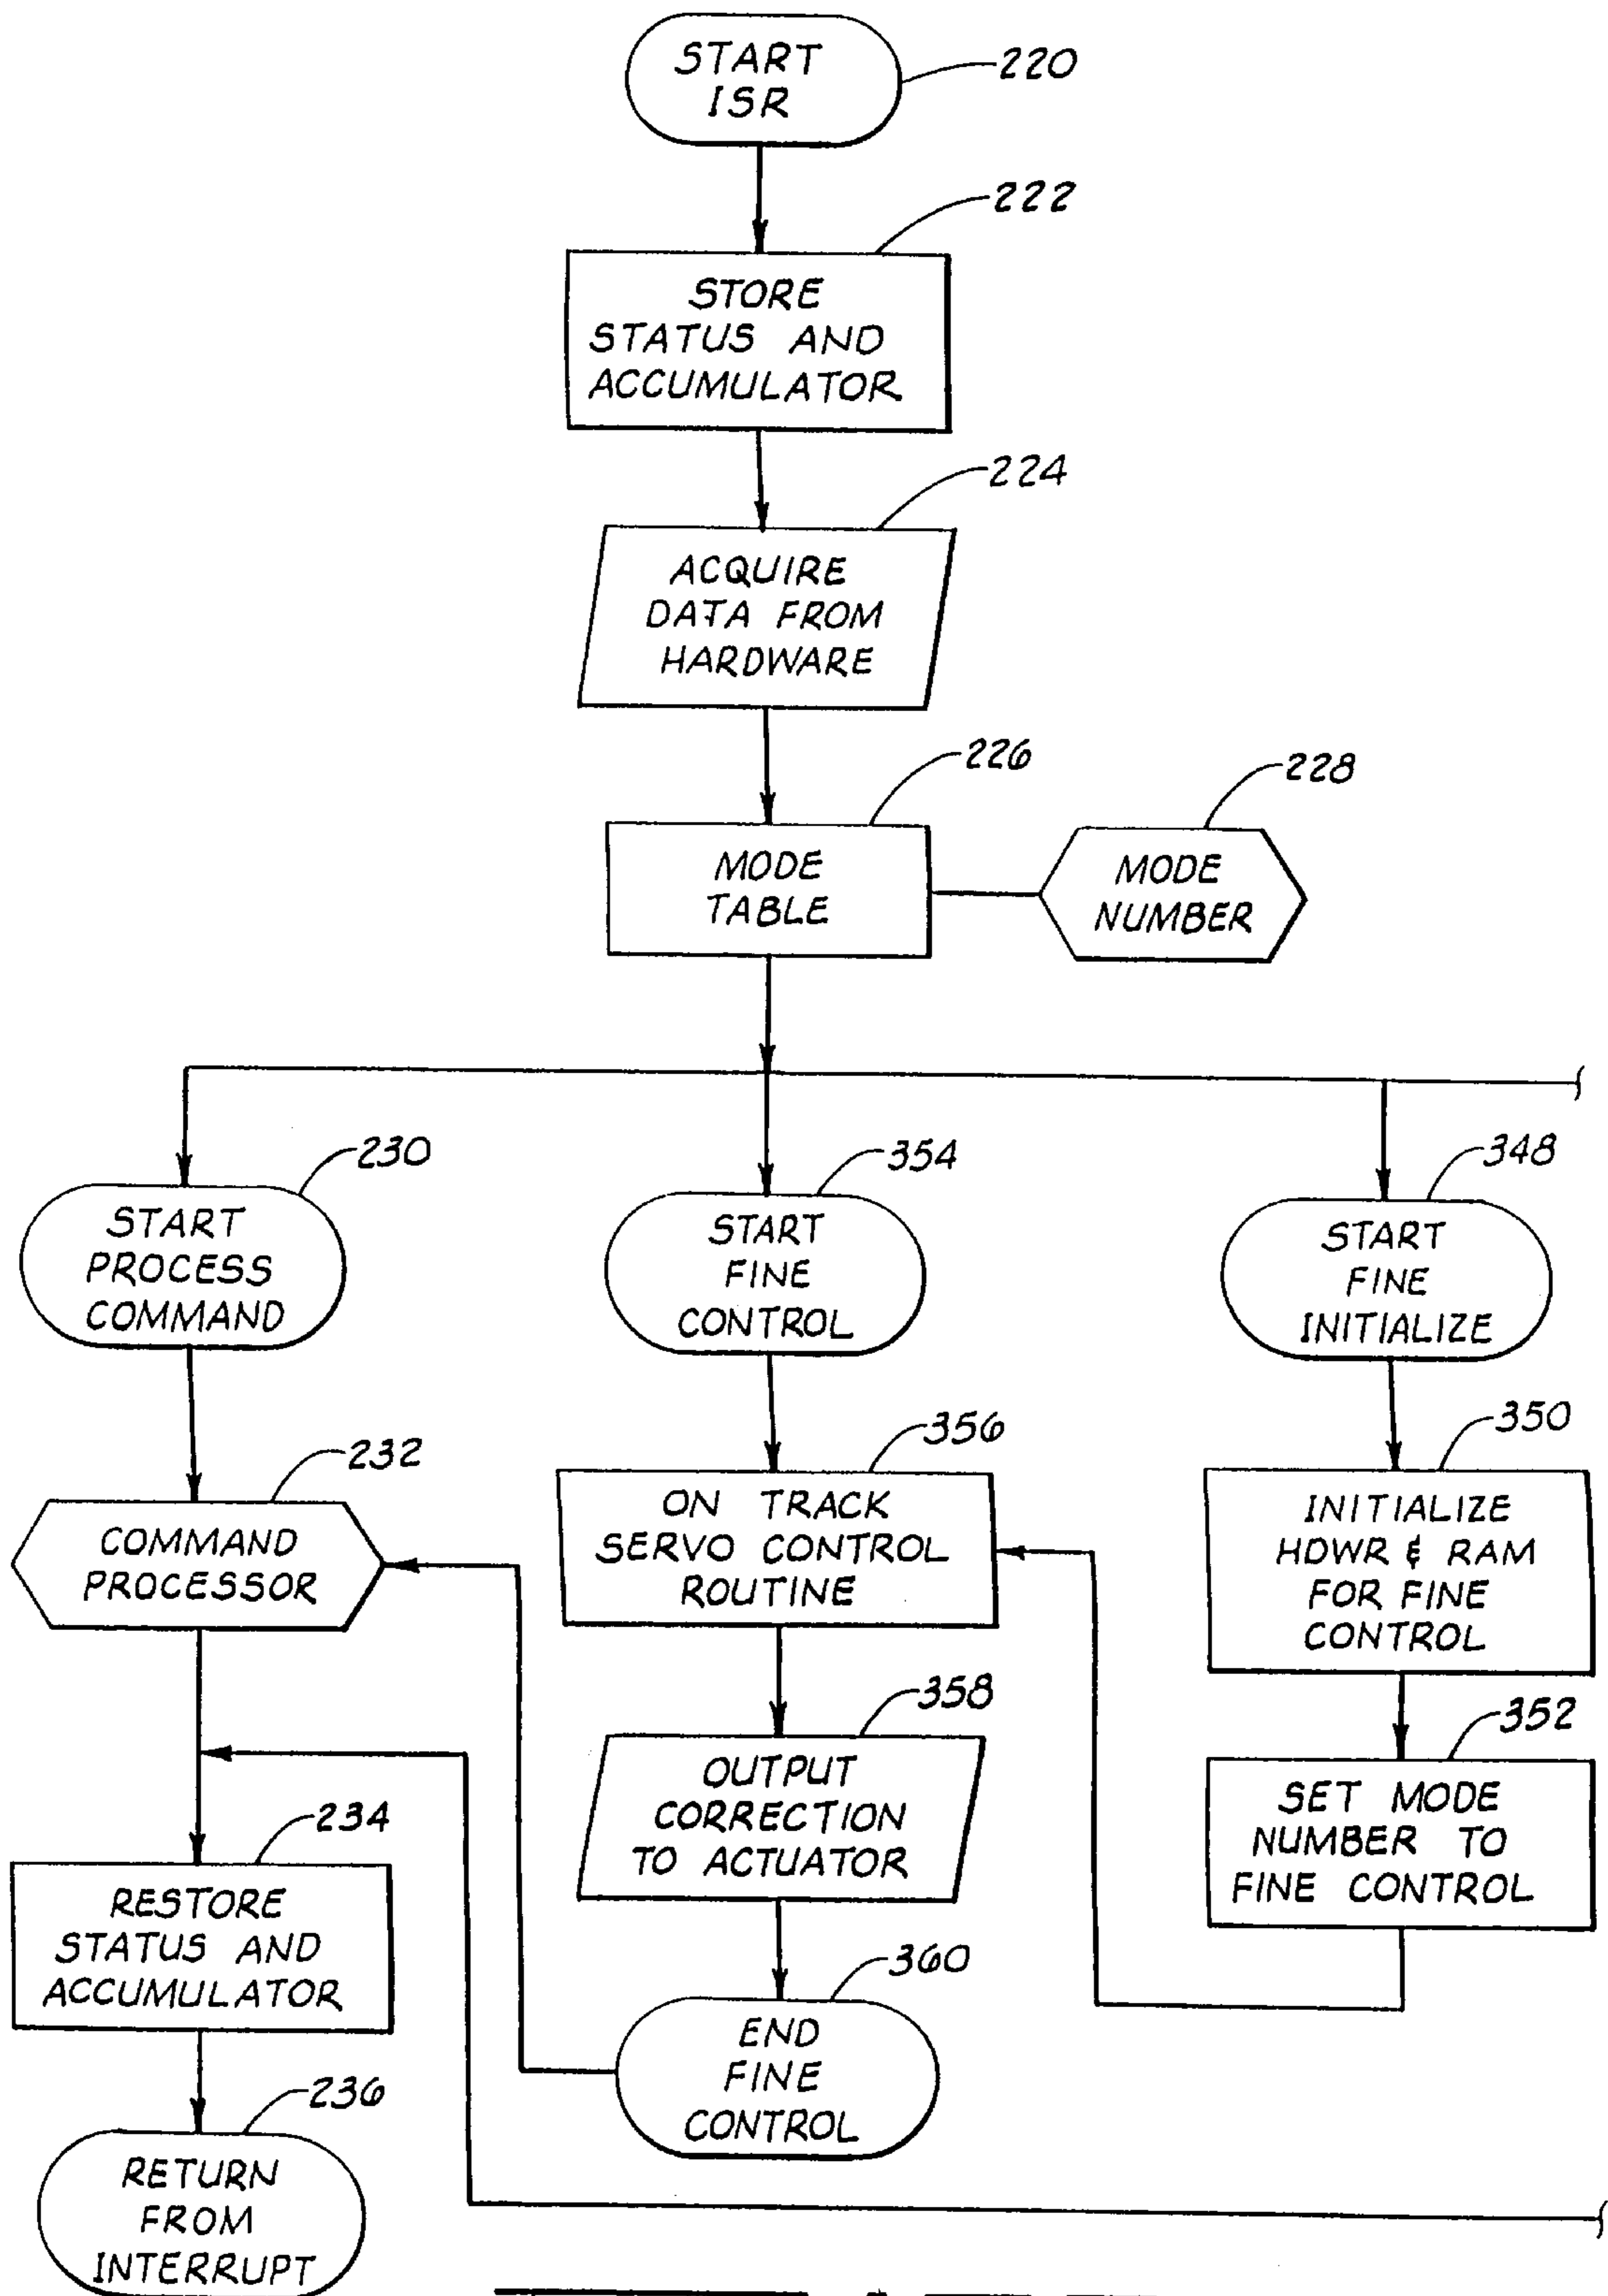 START
ISR
220
222
STORE
STATUS AND
ACCUMULATOR
224
ACQUIRE
DATA FROM
HARDWARE
226
MODE
TABLE
228
MODE
NUMBER
230
START
PROCESS
COMMAND
354
START
FINE
CONTROL
348
START
FINE
INITIALIZE
232
COMMAND
PROCESSOR
356
ON TRACK
SERVO CONTROL
ROUTINE
350
INITIALIZE
HDWR & RAM
FOR FINE
CONTROL
358
OUTPUT
CORRECTION
TO ACTUATOR
352
SET MODE
NUMBER TO
FINE CONTROL
234
RESTORE
STATUS AND
ACCUMULATOR
360
END
FINE
CONTROL
236
RETURN
FROM
INTERRUPT